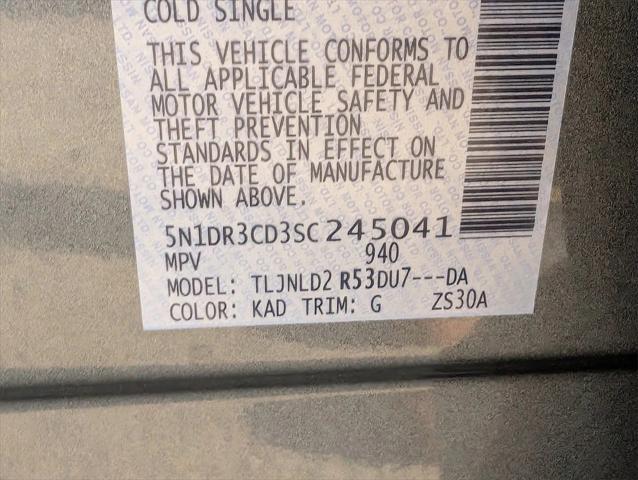 COLD SINGLE
THIS VEHICLE CONFORMS TO
ALL APPLICABLE FEDERAL
MOTOR VEHICLE SAFETY AND
THEFT PREVENTION
STANDARDS IN EFFECT ON
THE DATE OF MANUFACTURE
SHOWN ABOVE.
5N1DR3CD3SC245041
MPV 940
MODEL: TLJNLD2 R53DU7---DA
COLOR: KAD TRIM: G ZS30A